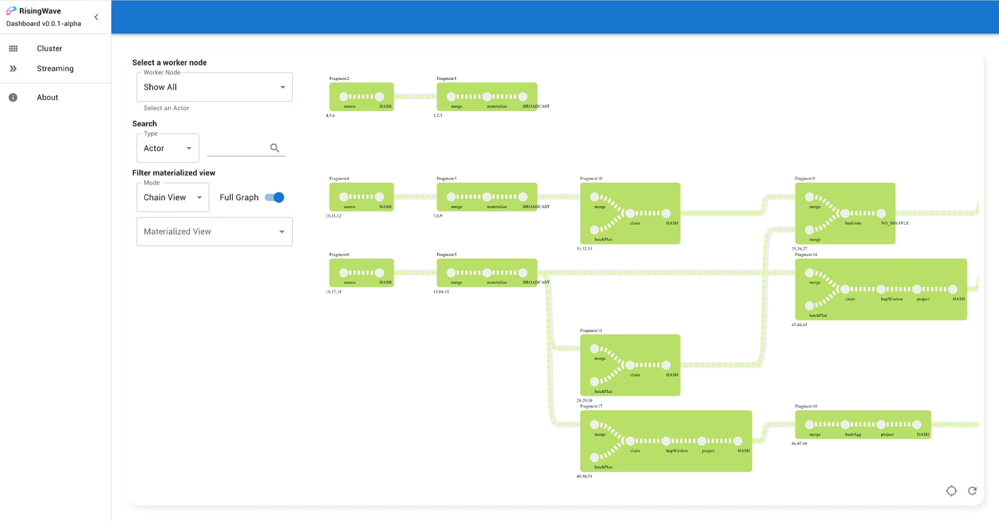 RisingWave
Dashboard v0.0.1-alpha
Cluster
Streaming
About
Select a worker node
Worker Node
Show All
Select an Actor
Search
Type
Actor
Filter materialized view
Mode
Chain View
Full Graph
Materialized View
Fragment2
source HASH
4,5,6
Fragment1
merge materialize BROADCAST
1,2,3
Fragment4
source HASH
10,11,12
Fragment3
merge materialize BROADCAST
7,8,9
Fragment10
merge
chain HASH
batchPlan
31,32,33
Fragment9
merge
hashJoin NO_SHUFFLE
merge
25,26,27
Fragment6
source HASH
16,17,18
Fragment5
merge materialize BROADCAST
13,14,15
Fragment14
merge
chain hopWindow project HASH
batchPlan
43,44,45
Fragment11
merge
chain HASH
batchPlan
28,29,30
Fragment17
merge
chain hopWindow project HASH
batchPlan
49,50,51
Fragment16
merge hashAgg project HASH
46,47,48